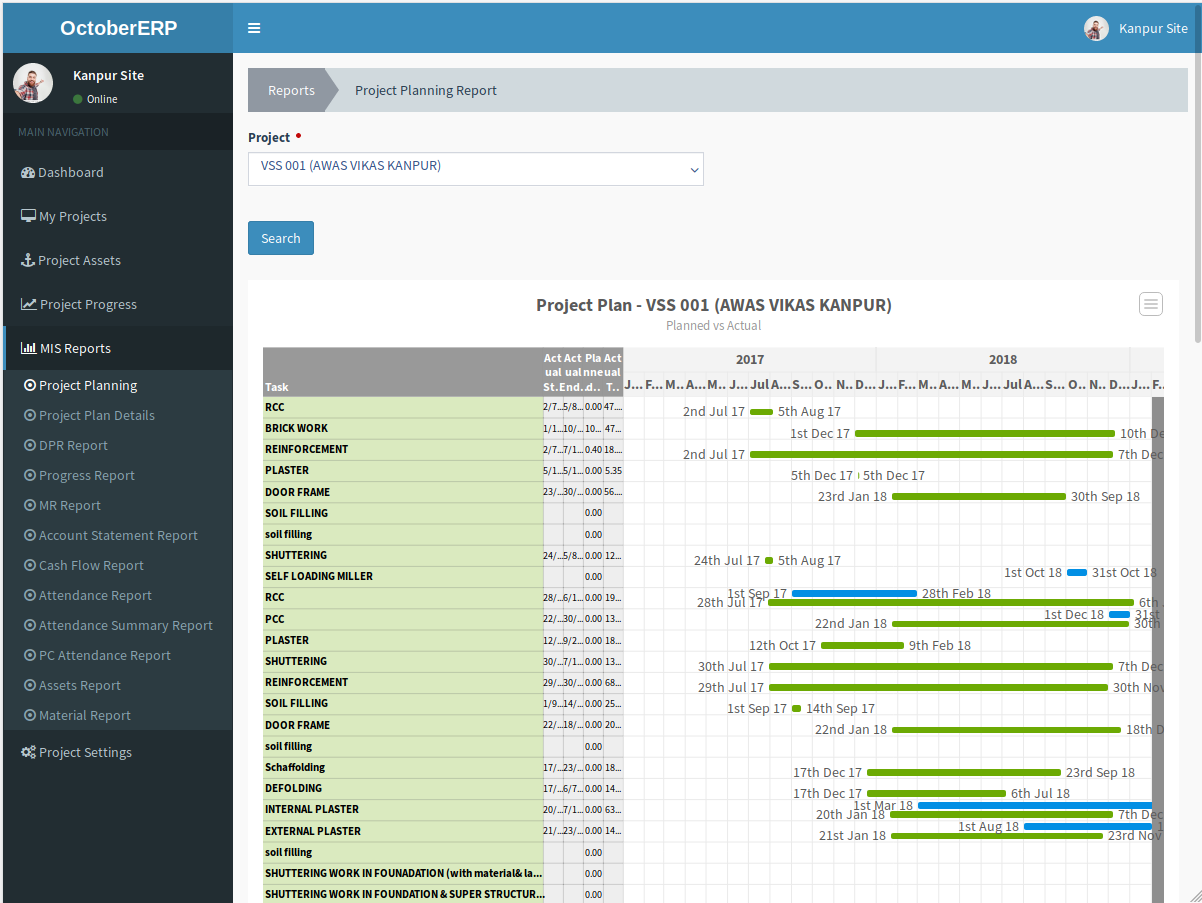 OctoberERP
Kanpur Site
Kanpur Site
Online
MAIN NAVIGATION
Dashboard
My Projects
Project Assets
Project Progress
MIS Reports
Project Planning
Project Plan Details
DPR Report
Progress Report
MR Report
Account Statement Report
Cash Flow Report
Attendance Report
Attendance Summary Report
PC Attendance Report
Assets Report
Material Report
Project Settings
Reports Project Planning Report
Project
VSS 001 (AWAS VIKAS KANPUR)
Search
Project Plan - VSS 001 (AWAS VIKAS KANPUR)
Planned vs Actual
2017 2018
Task Actual St. Actual End. Planned.. Actual T..
J... F... M.. A... M.. J... Jul A... S... O.. N.. D... J... F... M.. A... M.. J... Jul A... S... O.. N.. D... J... F...
RCC 2/7... 5/8... 0.00 47.... 2nd Jul 17 5th Aug 17
BRICK WORK 1/1... 10/... 10... 47... 1st Dec 17 10th De
REINFORCEMENT 2/7... 7/1... 0.40 18.... 2nd Jul 17 7th Dec
PLASTER 5/1... 5/1... 0.00 5.35 5th Dec 17 5th Dec 17
DOOR FRAME 23/... 30/... 0.00 56.... 23rd Jan 18 30th Sep 18
SOIL FILLING 0.00
soil filling 0.00
SHUTTERING 24/... 5/8... 0.00 12... 24th Jul 17 5th Aug 17
SELF LOADING MILLER 0.00 1st Oct 18 31st Oct 18
RCC 28/... 6/1... 0.00 19... 1st Sep 17 28th Feb 18
28th Jul 17 6th
PCC 22/... 30/... 0.00 13... 1st Dec 18 31st
22nd Jan 18 30th
PLASTER 12/... 9/2... 0.00 18... 12th Oct 17 9th Feb 18
SHUTTERING 30/... 7/1... 0.00 13... 30th Jul 17 7th Dec
REINFORCEMENT 29/... 30/... 0.00 68... 29th Jul 17 30th Nov
SOIL FILLING 1/9... 14/... 0.00 25... 1st Sep 17 14th Sep 17
DOOR FRAME 22/... 18/... 0.00 20... 22nd Jan 18 18th D
soil filling 0.00
Schaffolding 17/... 23/... 0.00 18... 17th Dec 17 23rd Sep 18
DEFOLDING 17/... 6/7... 0.00 14... 17th Dec 17 6th Jul 18
INTERNAL PLASTER 20/... 7/1... 0.00 63... 1st Mar 18
20th Jan 18 7th Dec
EXTERNAL PLASTER 21/... 23/... 0.00 14... 1st Aug 18
21st Jan 18 23rd Nov
soil filling 0.00
SHUTTERING WORK IN FOUNADATION (with material& la... 0.00
SHUTTERING WORK IN FOUNDATION & SUPER STRUCTUR... 0.00